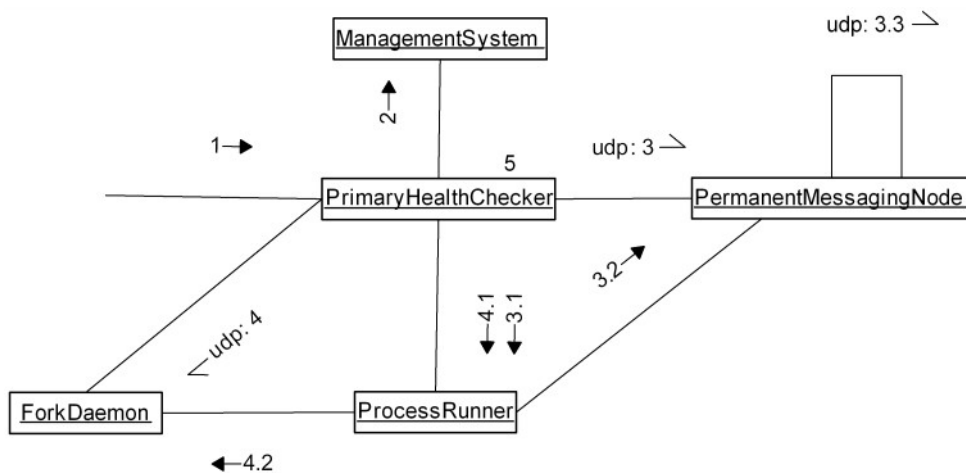 udp: 3.3
ManagementSystem
2
1
udp: 3
5
PrimaryHealthChecker
PermanentMessagingNode
3.2
4.1
3.1
udp: 4
ForkDaemon
ProcessRunner
4.2